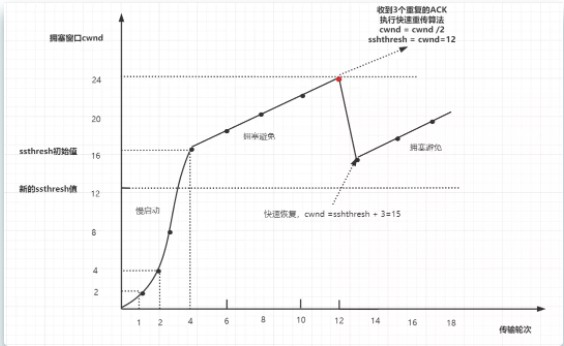 收到3个重复的ACK
执行快速重传算法
cwnd = cwnd /2
sshthresh = cwnd=12
拥塞窗口cwnd
24
20
拥塞避免
拥塞避免
ssthresh初始值
16
新的ssthresh值
12
慢启动
快速恢复，cwnd =sshthresh + 3=15
8
4
2
1 2 4 6 8 10 12 14 16 18
传输轮次